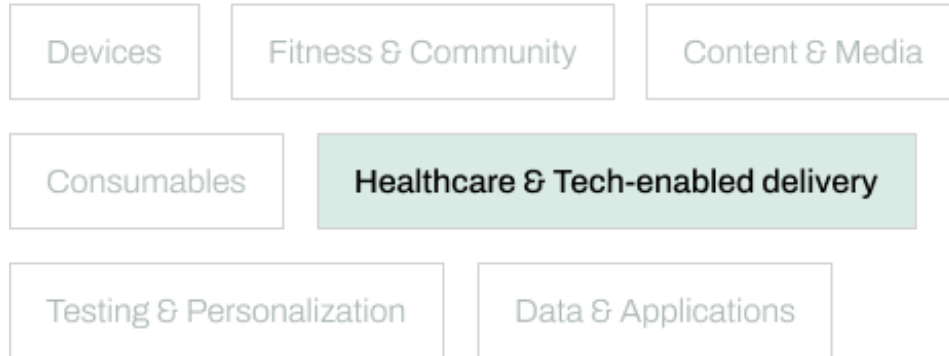 Devices Fitness & Community Content & Media
Consumables Healthcare & Tech-enabled delivery
Testing & Personalization Data & Applications